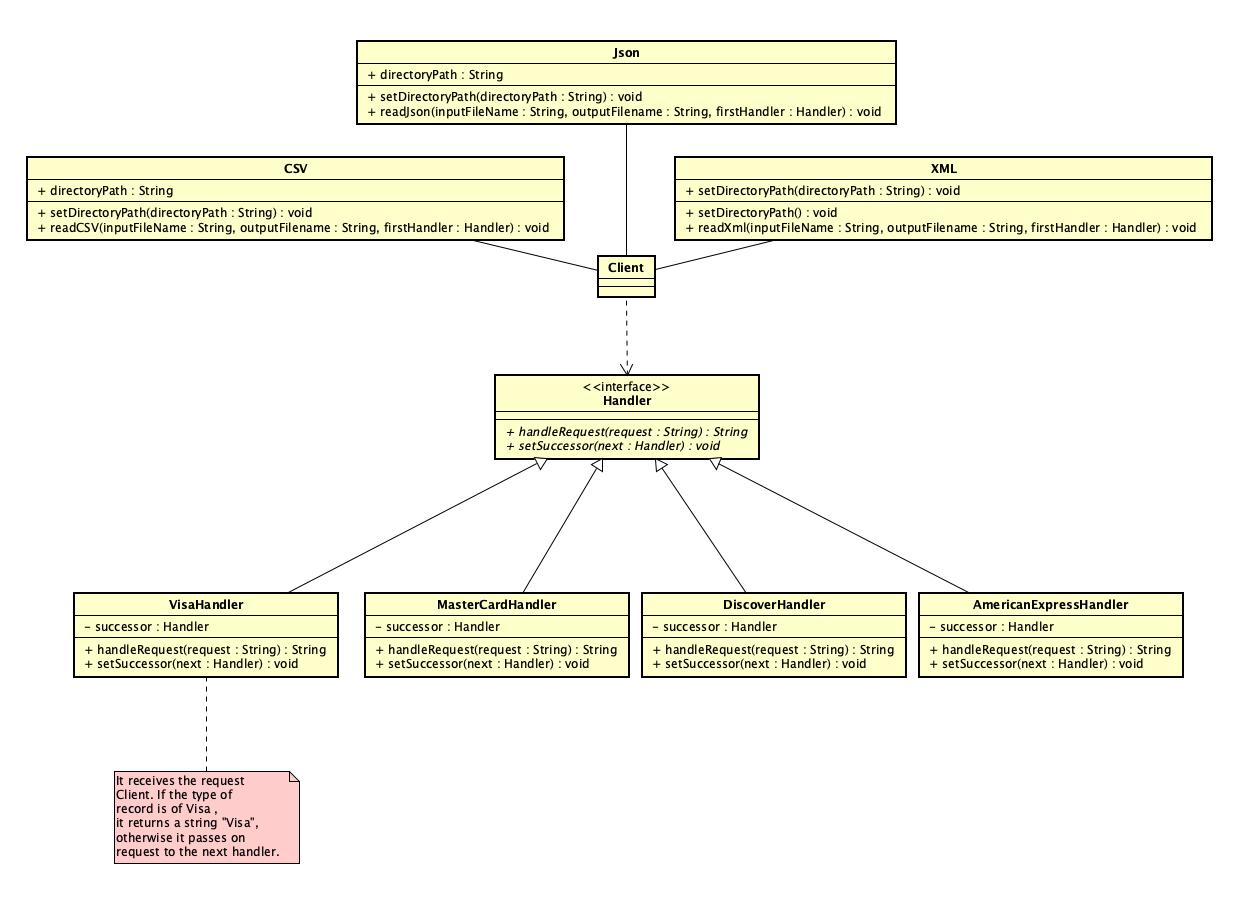 Json
+ directoryPath : String
+ setDirectoryPath(directoryPath : String) : void
+ readJson(inputFileName : String, outputFilename : String, firstHandler : Handler) : void
CSV
+ directoryPath : String
+ setDirectoryPath(directoryPath : String) : void
+ readCSV(inputFileName : String, outputFilename : String, firstHandler : Handler) : void
XML
+ setDirectoryPath(directoryPath : String) : void
+ setDirectoryPath() : void
+ readXml(inputFileName : String, outputFilename : String, firstHandler : Handler) : void
Client
<<interface>>
Handler
+ handleRequest(request : String) : String
+ setSuccessor(next : Handler) : void
VisaHandler
- successor : Handler
+ handleRequest(request : String) : String
+ setSuccessor(next : Handler) : void
MasterCardHandler
- successor : Handler
+ handleRequest(request : String) : String
+ setSuccessor(next : Handler) : void
DiscoverHandler
- successor : Handler
+ handleRequest(request : String) : String
+ setSuccessor(next : Handler) : void
AmericanExpressHandler
- successor : Handler
+ handleRequest(request : String) : String
+ setSuccessor(next : Handler) : void
It receives the request
Client. If the type of
record is of Visa ,
it returns a string "Visa",
otherwise it passes on
request to the next handler.